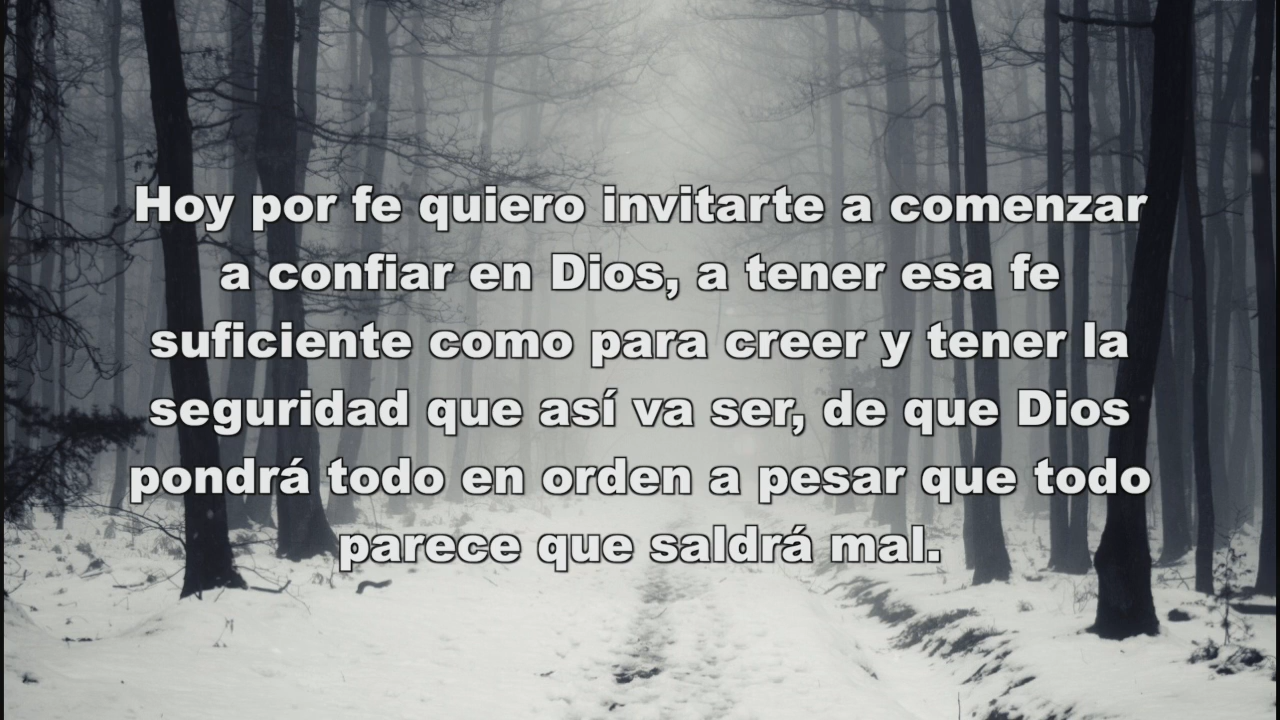 Hoy por fe quiero invitarte a comenzar
a confiar en Dios, a tener esa fe
suficiente como para creer y tener la
seguridad que así va ser, de que Dios
pondrá todo en orden a pesar que todo
parece que saldrá mal.